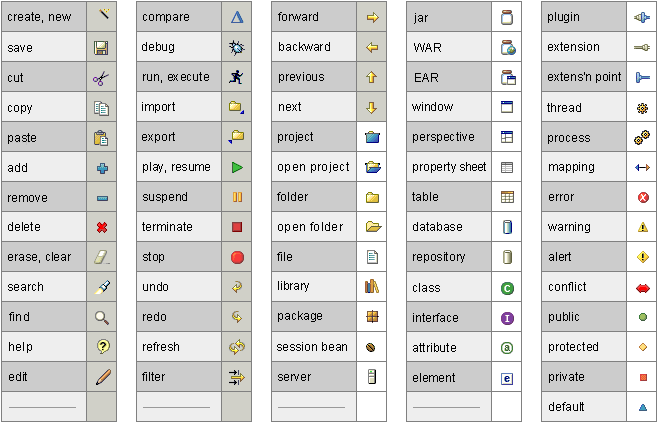 create, new
save
cut
copy
paste
add
remove
delete
erase, clear
search
find
help
edit
compare
debug
run, execute
import
export
play, resume
suspend
terminate
stop
undo
redo
refresh
filter
forward
backward
previous
next
project
open project
folder
open folder
file
library
package
session bean
server
jar
WAR
EAR
window
perspective
property sheet
table
database
repository
class
interface
attribute
element
plugin
extension
extens'n point
thread
process
mapping
error
warning
alert
conflict
public
protected
private
default